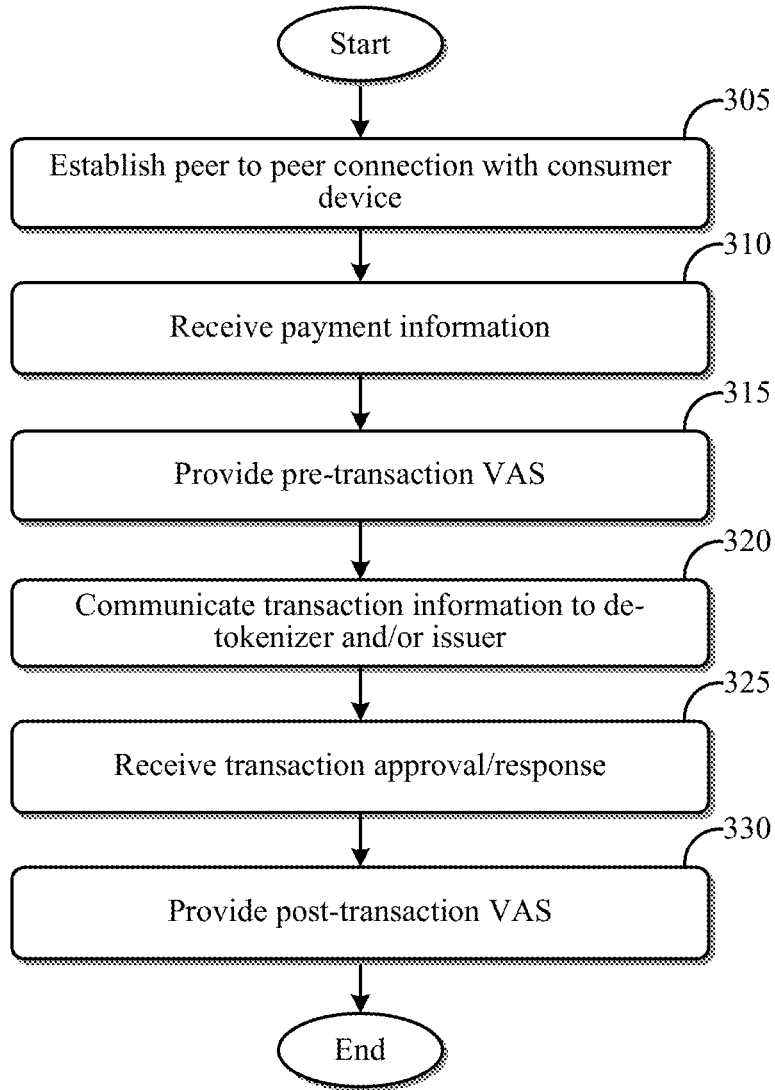 Start
305
Establish peer to peer connection with consumer
device
310
Receive payment information
315
Provide pre-transaction VAS
320
Communicate transaction information to de-
tokenizer and/or issuer
325
Receive transaction approval/response
330
Provide post-transaction VAS
End